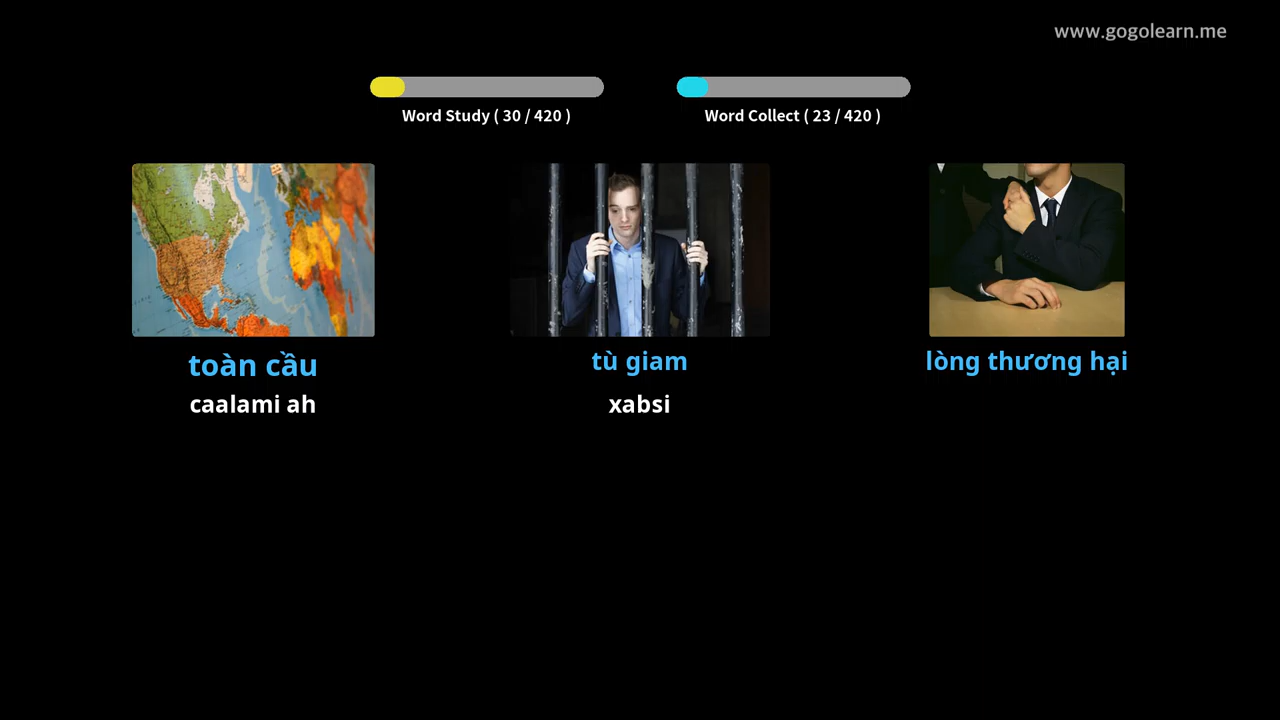 www.gogolearn.me
Word Study ( 30 / 420 )
Word Collect ( 23 / 420 )
toàn cầu
tù giam
lòng thương hại
caalami ah
xabsi